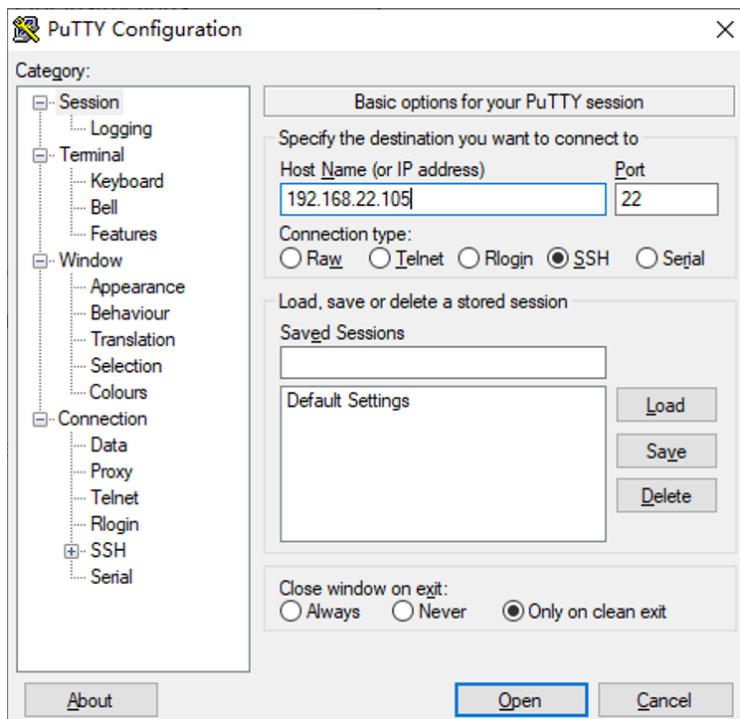 PuTTY Configuration
Category:
Session
Logging
Terminal
Keyboard
Bell
Features
Window
Appearance
Behaviour
Translation
Selection
Colours
Connection
Data
Proxy
Telnet
Rlogin
SSH
Serial
Basic options for your PuTTY session
Specify the destination you want to connect to
Host Name (or IP address) Port
192.168.22.105 22
Connection type:
Raw Telnet Rlogin SSH Serial
Load, save or delete a stored session
Saved Sessions
Default Settings
Load
Save
Delete
Close window on exit:
Always Never Only on clean exit
About Open Cancel